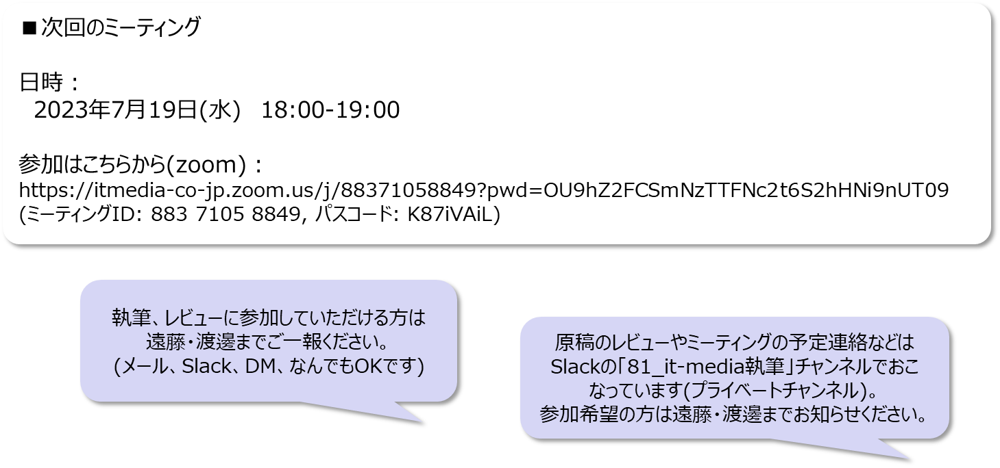 ■次回のミーティング
日時：
2023年7月19日(水) 18:00-19:00
参加はこちらから(zoom)：
https://itmedia-co-jp.zoom.us/j/88371058849?pwd=OU9hZ2FCSmNzTTFNc2t6S2hHNi9nUT09
(ミーティングID: 883 7105 8849, パスコード: K87iVAiL)
執筆、レビューに参加していただける方は
遠藤・渡邊までご一報ください。
(メール、Slack、DM、なんでもOKです)
原稿のレビューやミーティングの予定連絡などは
Slackの「81_it-media執筆」チャンネルでおこ
なっています(プライベートチャンネル)。
参加希望の方は遠藤・渡邊までお知らせください。